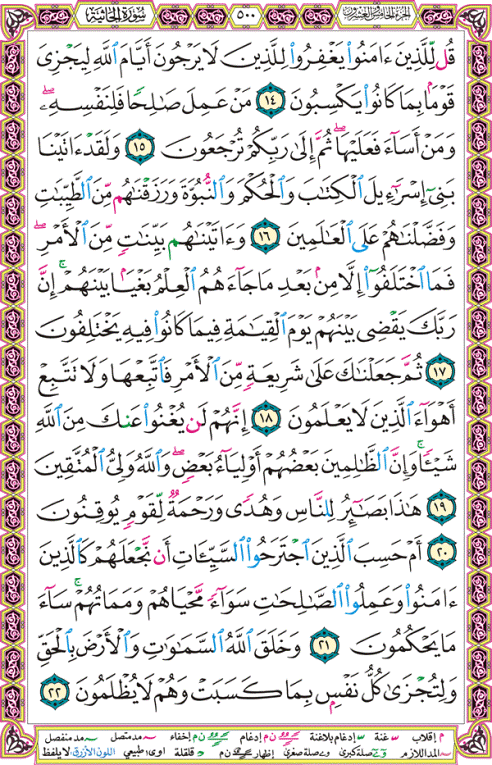 سُورَةُ الجَاثِيَةِ ٥٠٠ الجزء الخامس والعشرون
قُل لِّلَّذِينَ ءَامَنُوا۟ يَغْفِرُوا۟ لِلَّذِينَ لَا يَرْجُونَ أَيَّامَ ٱللَّهِ لِيَجْزِىَ
قَوْمًۢا بِمَا كَانُوا۟ يَكْسِبُونَ ١٤ مَنْ عَمِلَ صَـٰلِحًا فَلِنَفْسِهِۦ ۖ
وَمَنْ أَسَآءَ فَعَلَيْهَا ۖ ثُمَّ إِلَىٰ رَبِّكُمْ تُرْجَعُونَ ١٥ وَلَقَدْ ءَاتَيْنَا
بَنِىٓ إِسْرَٰٓءِيلَ ٱلْكِتَـٰبَ وَٱلْحُكْمَ وَٱلنُّبُوَّةَ وَرَزَقْنَـٰهُم مِّنَ ٱلطَّيِّبَـٰتِ
وَفَضَّلْنَـٰهُمْ عَلَى ٱلْعَـٰلَمِينَ ١٦ وَءَاتَيْنَـٰهُم بَيِّنَـٰتٍ مِّنَ ٱلْأَمْرِ ۖ
فَمَا ٱخْتَلَفُوٓا۟ إِلَّا مِنۢ بَعْدِ مَا جَآءَهُمُ ٱلْعِلْمُ بَغْيًۢا بَيْنَهُمْ ۚ إِنَّ
رَبَّكَ يَقْضِى بَيْنَهُمْ يَوْمَ ٱلْقِيَـٰمَةِ فِيمَا كَانُوا۟ فِيهِ يَخْتَلِفُونَ
١٧ ثُمَّ جَعَلْنَـٰكَ عَلَىٰ شَرِيعَةٍ مِّنَ ٱلْأَمْرِ فَٱتَّبِعْهَا وَلَا تَتَّبِعْ
أَهْوَآءَ ٱلَّذِينَ لَا يَعْلَمُونَ ١٨ إِنَّهُمْ لَن يُغْنُوا۟ عَنكَ مِنَ ٱللَّهِ
شَيْـًٔا ۚ وَإِنَّ ٱلظَّـٰلِمِينَ بَعْضُهُمْ أَوْلِيَآءُ بَعْضٍ ۖ وَٱللَّهُ وَلِىُّ ٱلْمُتَّقِينَ
١٩ هَـٰذَا بَصَـٰٓئِرُ لِلنَّاسِ وَهُدًى وَرَحْمَةٌ لِّقَوْمٍ يُوقِنُونَ
٢٠ أَمْ حَسِبَ ٱلَّذِينَ ٱجْتَرَحُوا۟ ٱلسَّيِّـَٔاتِ أَن نَّجْعَلَهُمْ كَٱلَّذِينَ
ءَامَنُوا۟ وَعَمِلُوا۟ ٱلصَّـٰلِحَـٰتِ سَوَآءً مَّحْيَاهُمْ وَمَمَاتُهُمْ ۚ سَآءَ
مَا يَحْكُمُونَ ٢١ وَخَلَقَ ٱللَّهُ ٱلسَّمَـٰوَٰتِ وَٱلْأَرْضَ بِٱلْحَقِّ
وَلِتُجْزَىٰ كُلُّ نَفْسٍۭ بِمَا كَسَبَتْ وَهُمْ لَا يُظْلَمُونَ ٢٢
م إقلاب س غنة س إدغام بلاغنة ن م إدغام ن م إخفاء مد متصل مد منفصل
المد اللازم صلة كبرى صلة صغرى إظهار ن م قلقلة اوى: طبيعي اللون الأزرق: لا يلفظ